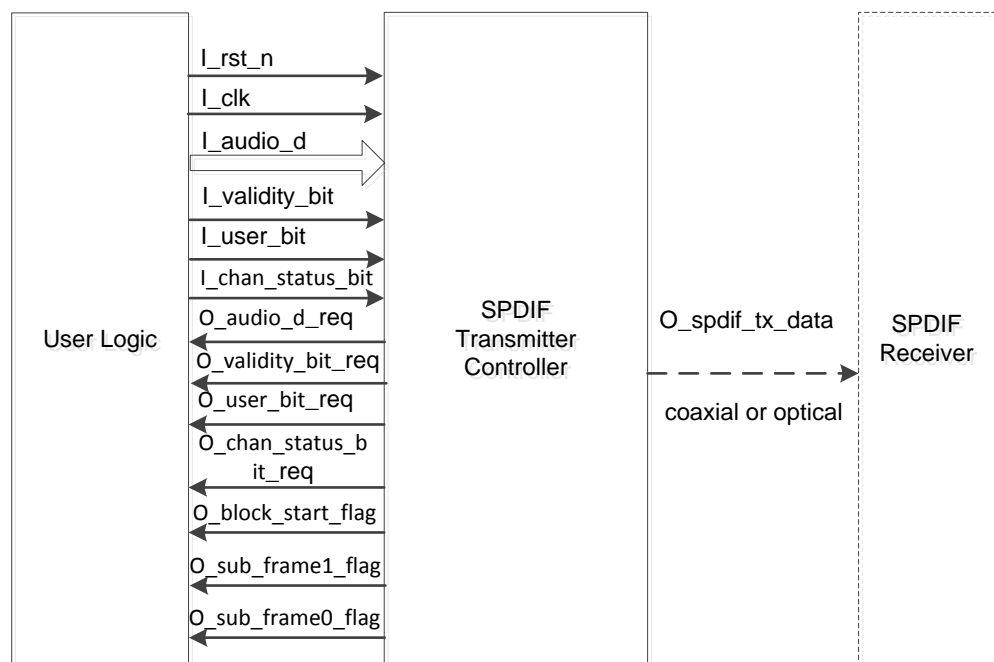 I_rst_n
I_clk
I_audio_d
I_validity_bit
I_user_bit
I_chan_status_bit
O_audio_d_req
O_validity_bit_req
O_user_bit_req
O_chan_status_b
it_req
O_block_start_flag
O_sub_frame1_flag
O_sub_frame0_flag
User Logic
SPDIF
Transmitter
Controller
O_spdif_tx_data
coaxial or optical
SPDIF
Receiver